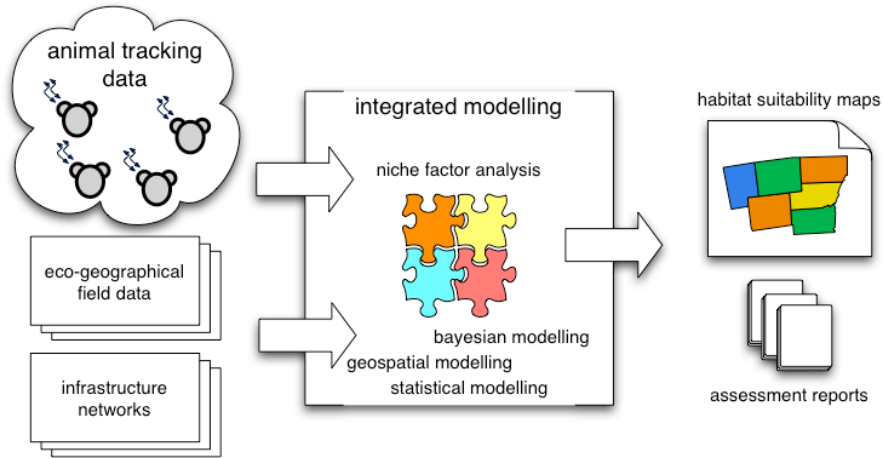 animal tracking
data
eco-geographical
field data
infrastructure
networks
integrated modelling
niche factor analysis
bayesian modelling
geospatial modelling
statistical modelling
habitat suitability maps
assessment reports